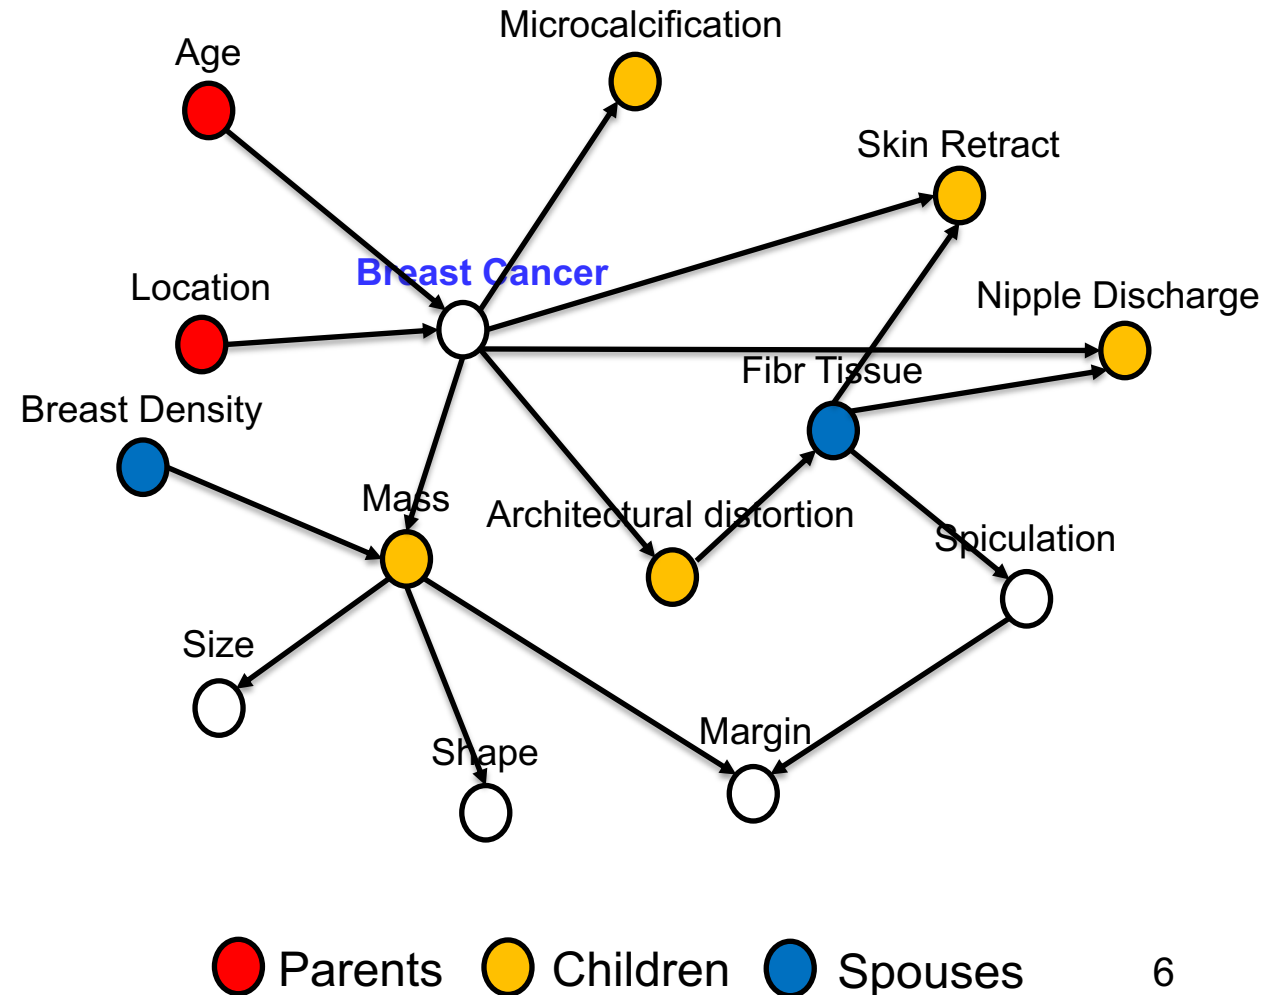 Microcalcification
Age
Skin Retract
Breast Cancer
Location
Nipple Discharge
Fibr Tissue
Breast Density
Mass
Architectural distortion
Spiculation
Size
Margin
Shape
Parents Children Spouses 6